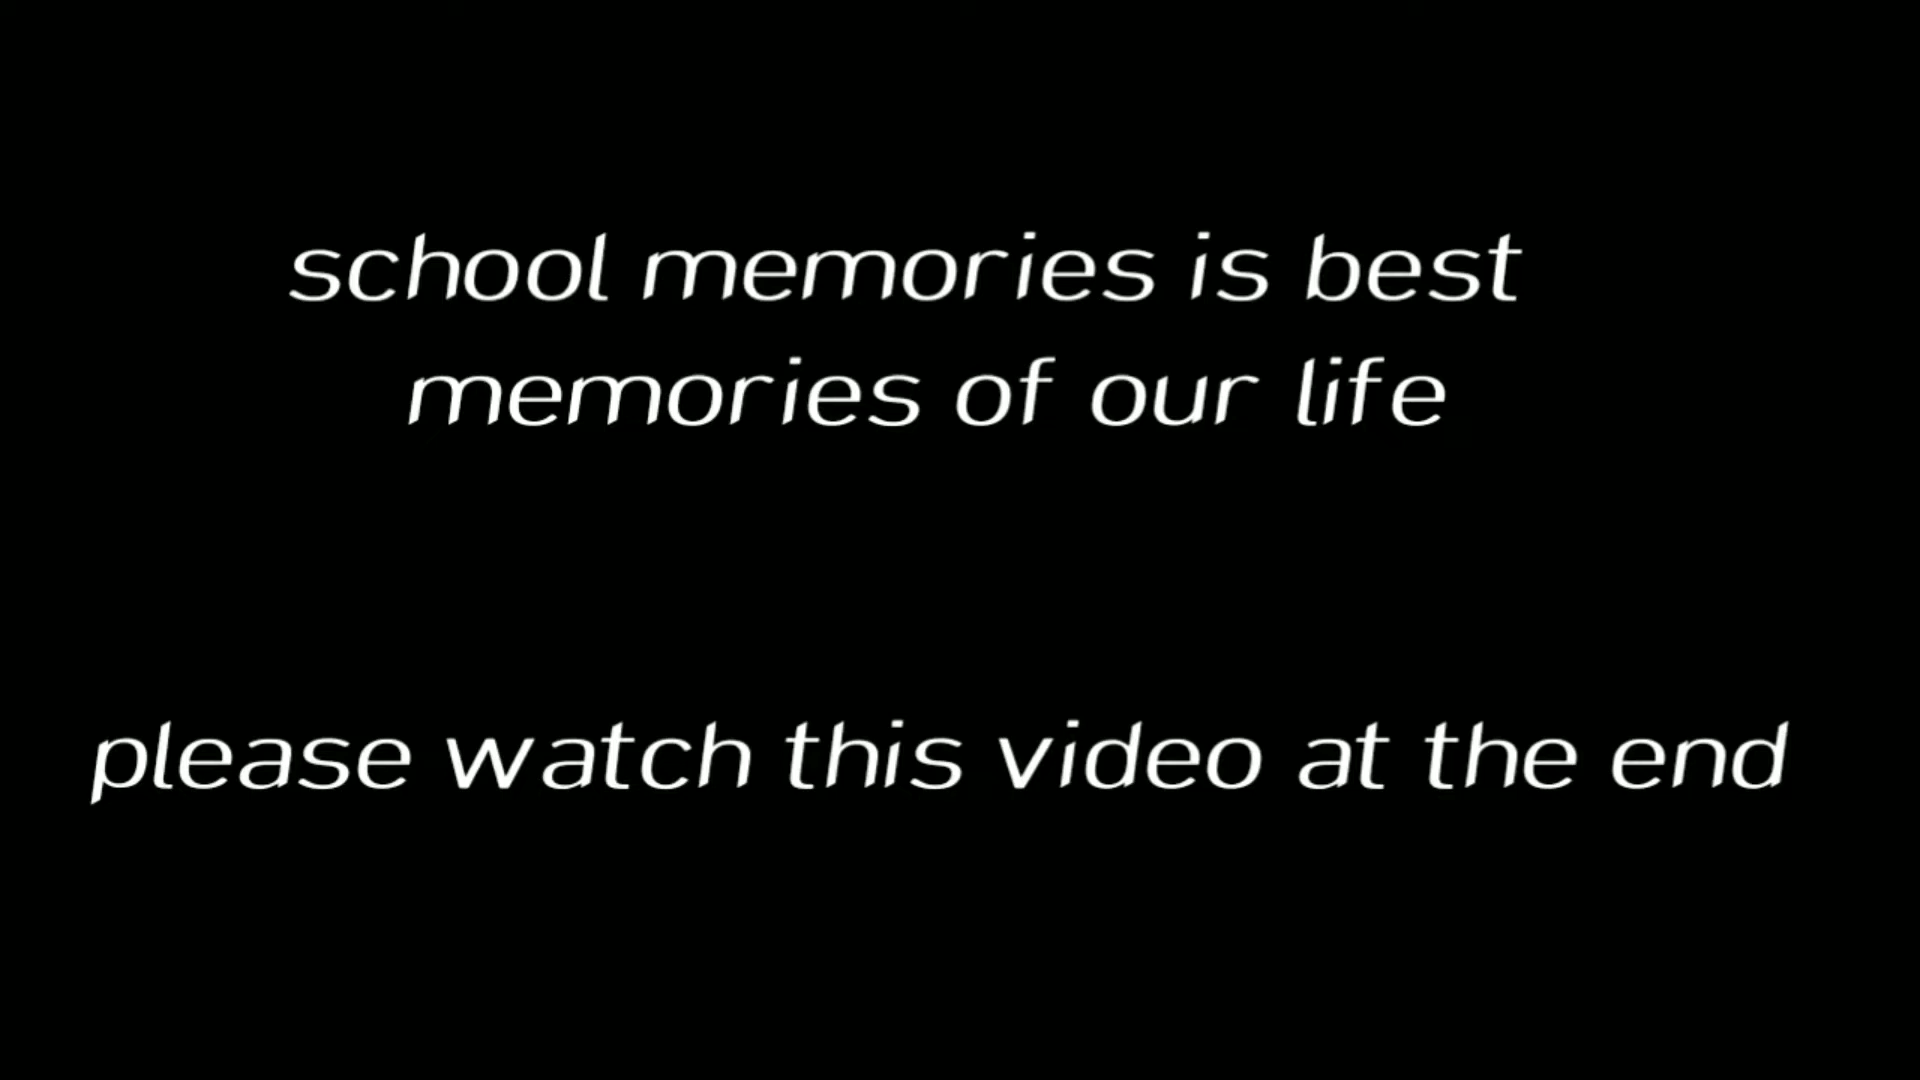 school memories is best
memories of our life
please watch this video at the end